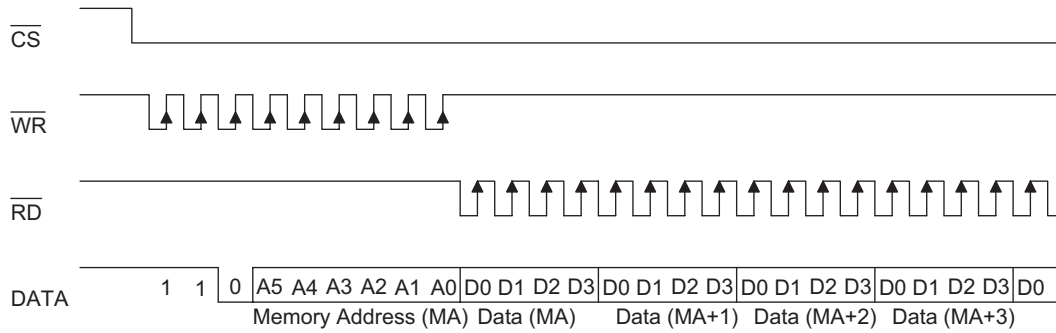 CS
WR
RD
DATA 1 1 0 A5 A4 A3 A2 A1 A0 D0 D1 D2 D3 D0 D1 D2 D3 D0 D1 D2 D3 D0 D1 D2 D3 D0
Memory Address (MA) Data (MA) Data (MA+1) Data (MA+2) Data (MA+3)